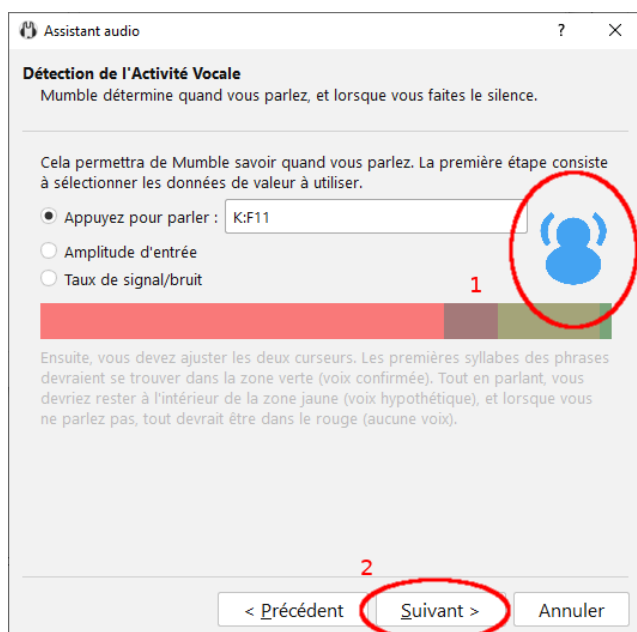 Assistant audio ? ×
Détection de l'Activité Vocale
Mumble détermine quand vous parlez, et lorsque vous faites le silence.
Cela permettra de Mumble savoir quand vous parlez. La première étape consiste
à sélectionner les données de valeur à utiliser.
Appuyez pour parler : K:F11
Amplitude d'entrée
Taux de signal/bruit
1
Ensuite, vous devez ajuster les deux curseurs. Les premières syllabes des phrases
devraient se trouver dans la zone verte (voix confirmée). Tout en parlant, vous
devriez rester à l'intérieur de la zone jaune (voix hypothétique), et lorsque vous
ne parlez pas, tout devrait être dans le rouge (aucune voix).
2
< Précédent Suivant > Annuler